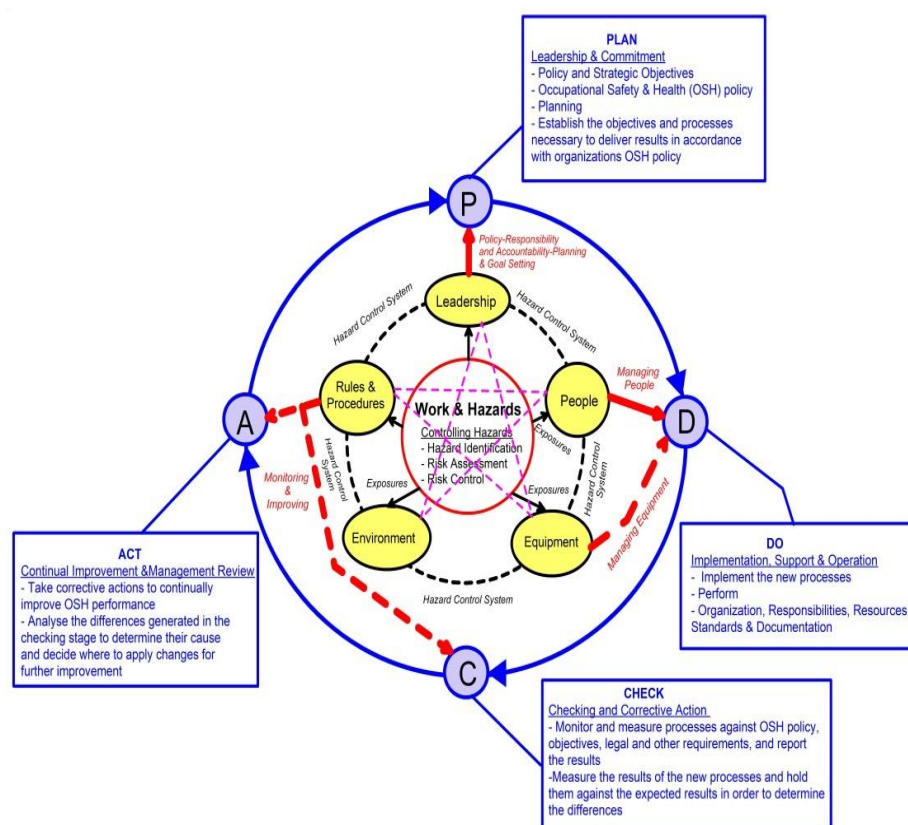 PLAN
Leadership & Commitment
- Policy and Strategic Objectives
- Occupational Safety & Health (OSH) policy
- Planning
- Establish the objectives and processes
necessary to deliver results in accordance
with organizations OSH policy
P
Policy-Responsibility
and Accountability-Planning
& Goal Setting
Leadership
Hazard Control System
Hazard Control System
Rules &
Procedures
People
Managing
People
A
D
Work & Hazards
Controlling Hazards
- Hazard Identification
- Risk Assessment
- Risk Control
Exposures
Exposures
Exposures
Hazard Control
System
Hazard Control
System
Monitoring
&
Improving
Managing Equipment
Environment
Equipment
Hazard Control System
ACT
Continual Improvement &Management Review
- Take corrective actions to continually
improve OSH performance
- Analyse the differences generated in the
checking stage to determine their cause
and decide where to apply changes for
further improvement
DO
Implementation, Support & Operation
- Implement the new processes
- Perform
- Organization, Responsibilities, Resources
Standards & Documentation
C
CHECK
Checking and Corrective Action
- Monitor and measure processes against OSH policy,
objectives, legal and other requirements, and report
the results
-Measure the results of the new processes and hold
them against the expected results in order to determine
the differences